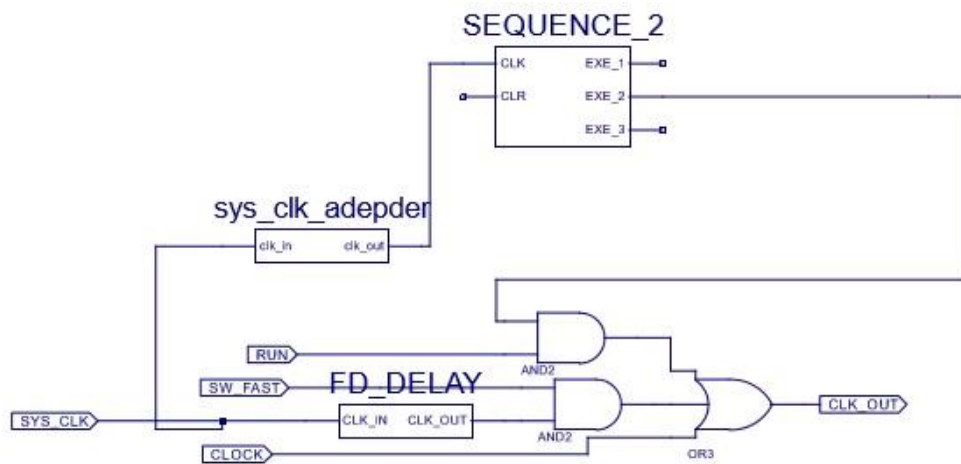 SEQUENCE_2
CLK EXE_1
CLR EXE_2
EXE_3
sys_clk_adepder
clk_in clk_out
RUN
AND2
SW_FAST
FD_DELAY
SYS_CLK
CLK_IN CLK_OUT
CLK_OUT
AND2
CLOCK
OR3